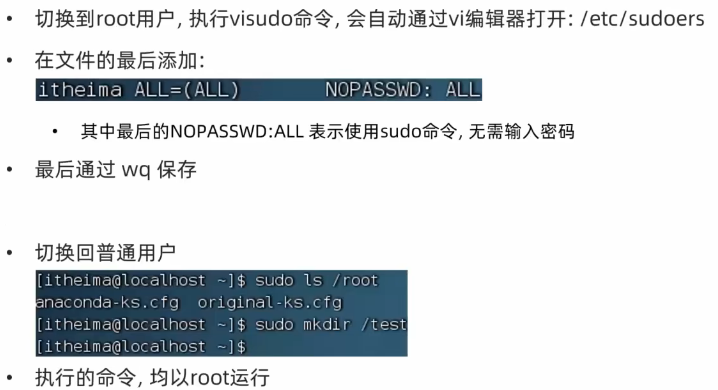 • 切换到root用户, 执行visudo命令, 会自动通过vi编辑器打开: /etc/sudoers
• 在文件的最后添加:
itheima ALL=(ALL)       NOPASSWD: ALL
• 其中最后的NOPASSWD:ALL 表示使用sudo命令, 无需输入密码
• 最后通过 wq 保存
• 切换回普通用户
[itheima@localhost ~]$ sudo ls /root
anaconda-ks.cfg  original-ks.cfg
[itheima@localhost ~]$ sudo mkdir /test
[itheima@localhost ~]$
• 执行的命令, 均以root运行